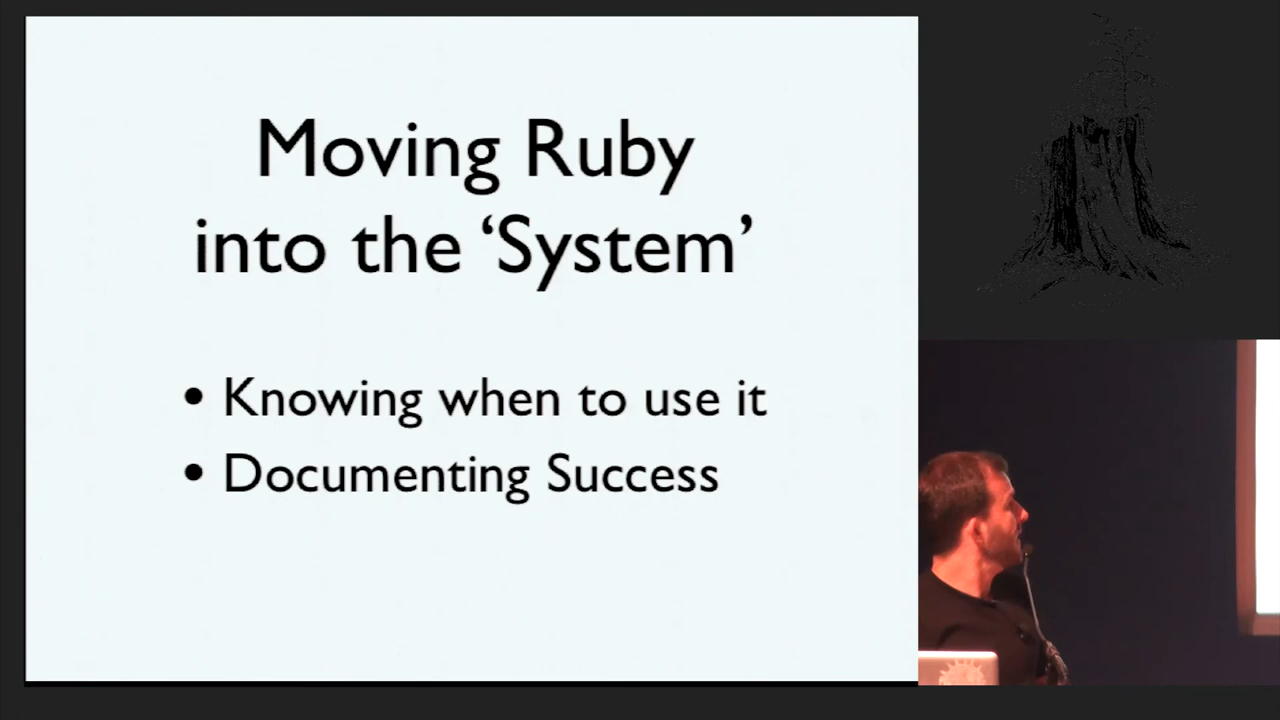 Moving Ruby
into the ‘System’
• Knowing when to use it
• Documenting Success